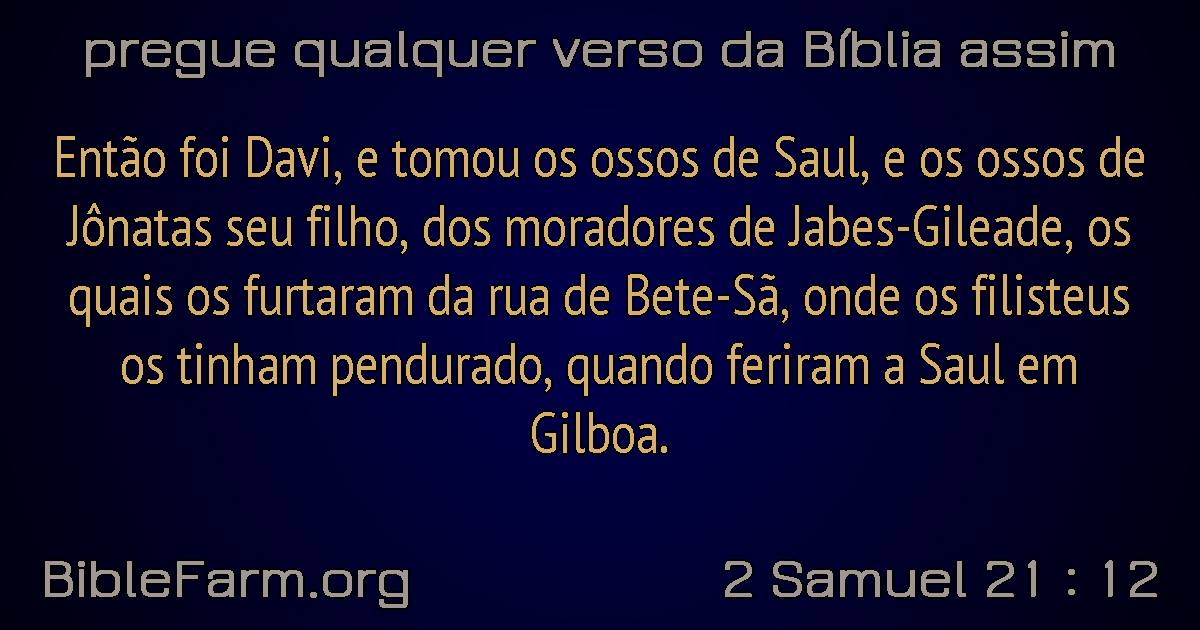 pregue qualquer verso da Bíblia assim
Então foi Davi, e tomou os ossos de Saul, e os ossos de
Jônatas seu filho, dos moradores de Jabes-Gileade, os
quais os furtaram da rua de Bete-Sã, onde os filisteus
os tinham pendurado, quando feriram a Saul em
Gilboa.
BibleFarm.org
2 Samuel 21 : 12